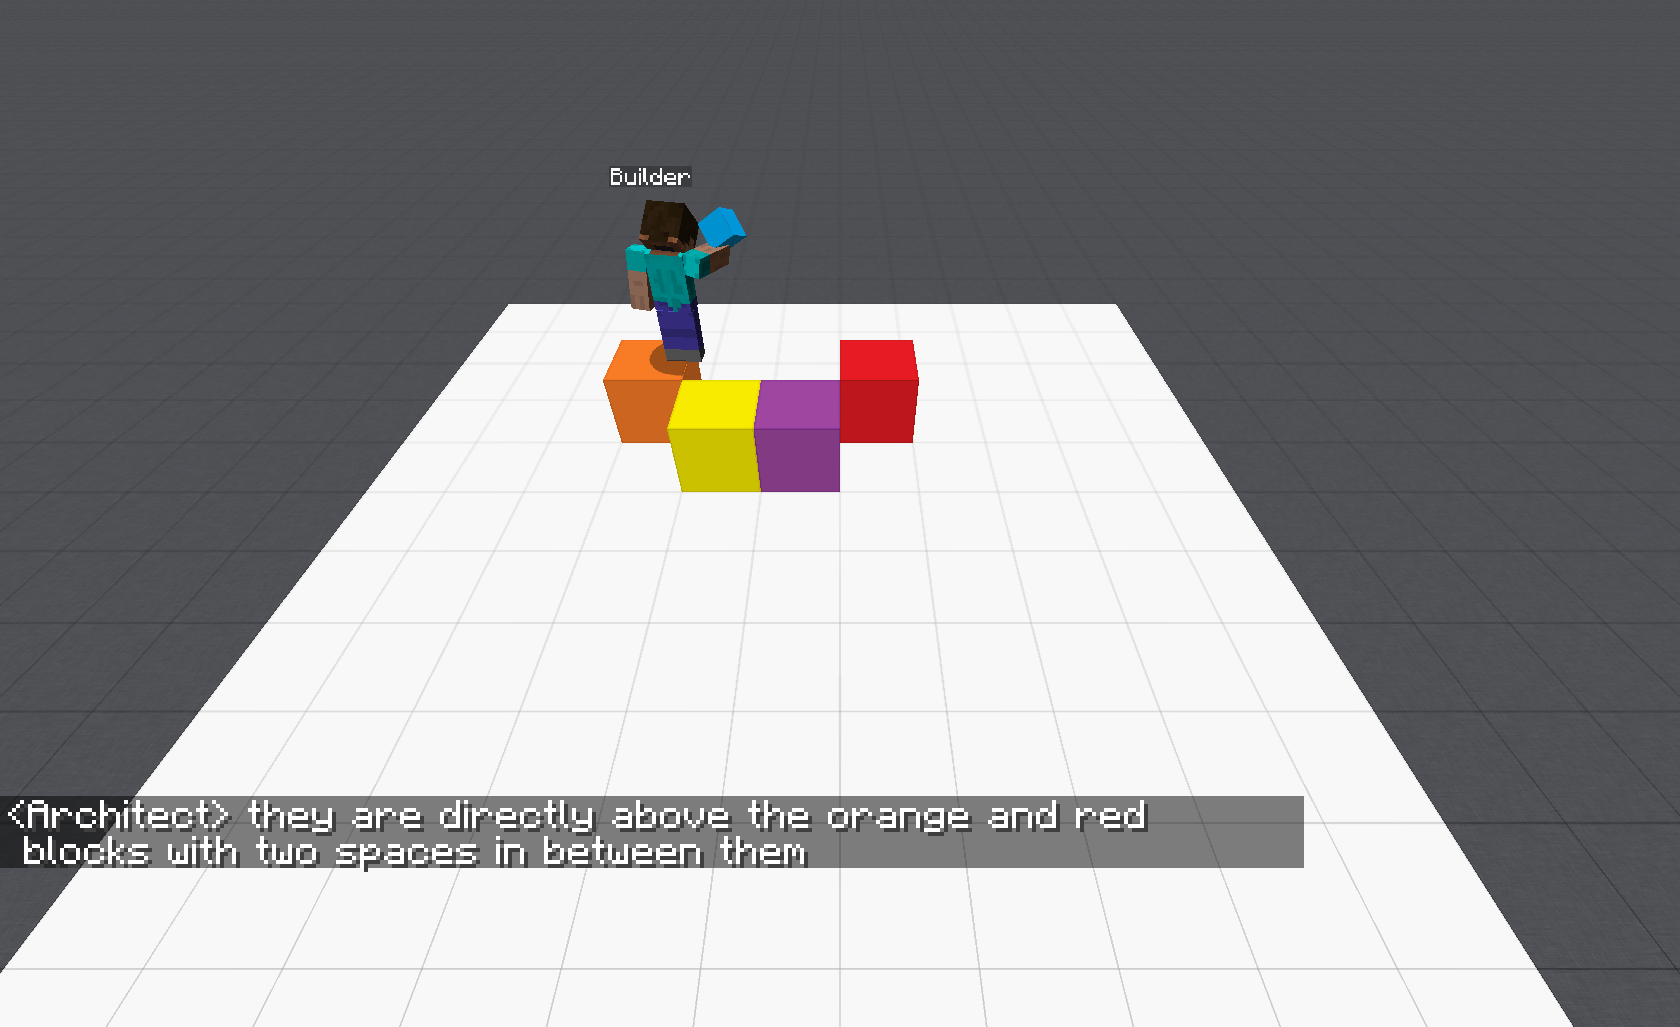 Builder
<Architect> they are directly above the orange and red
blocks with two spaces in between them